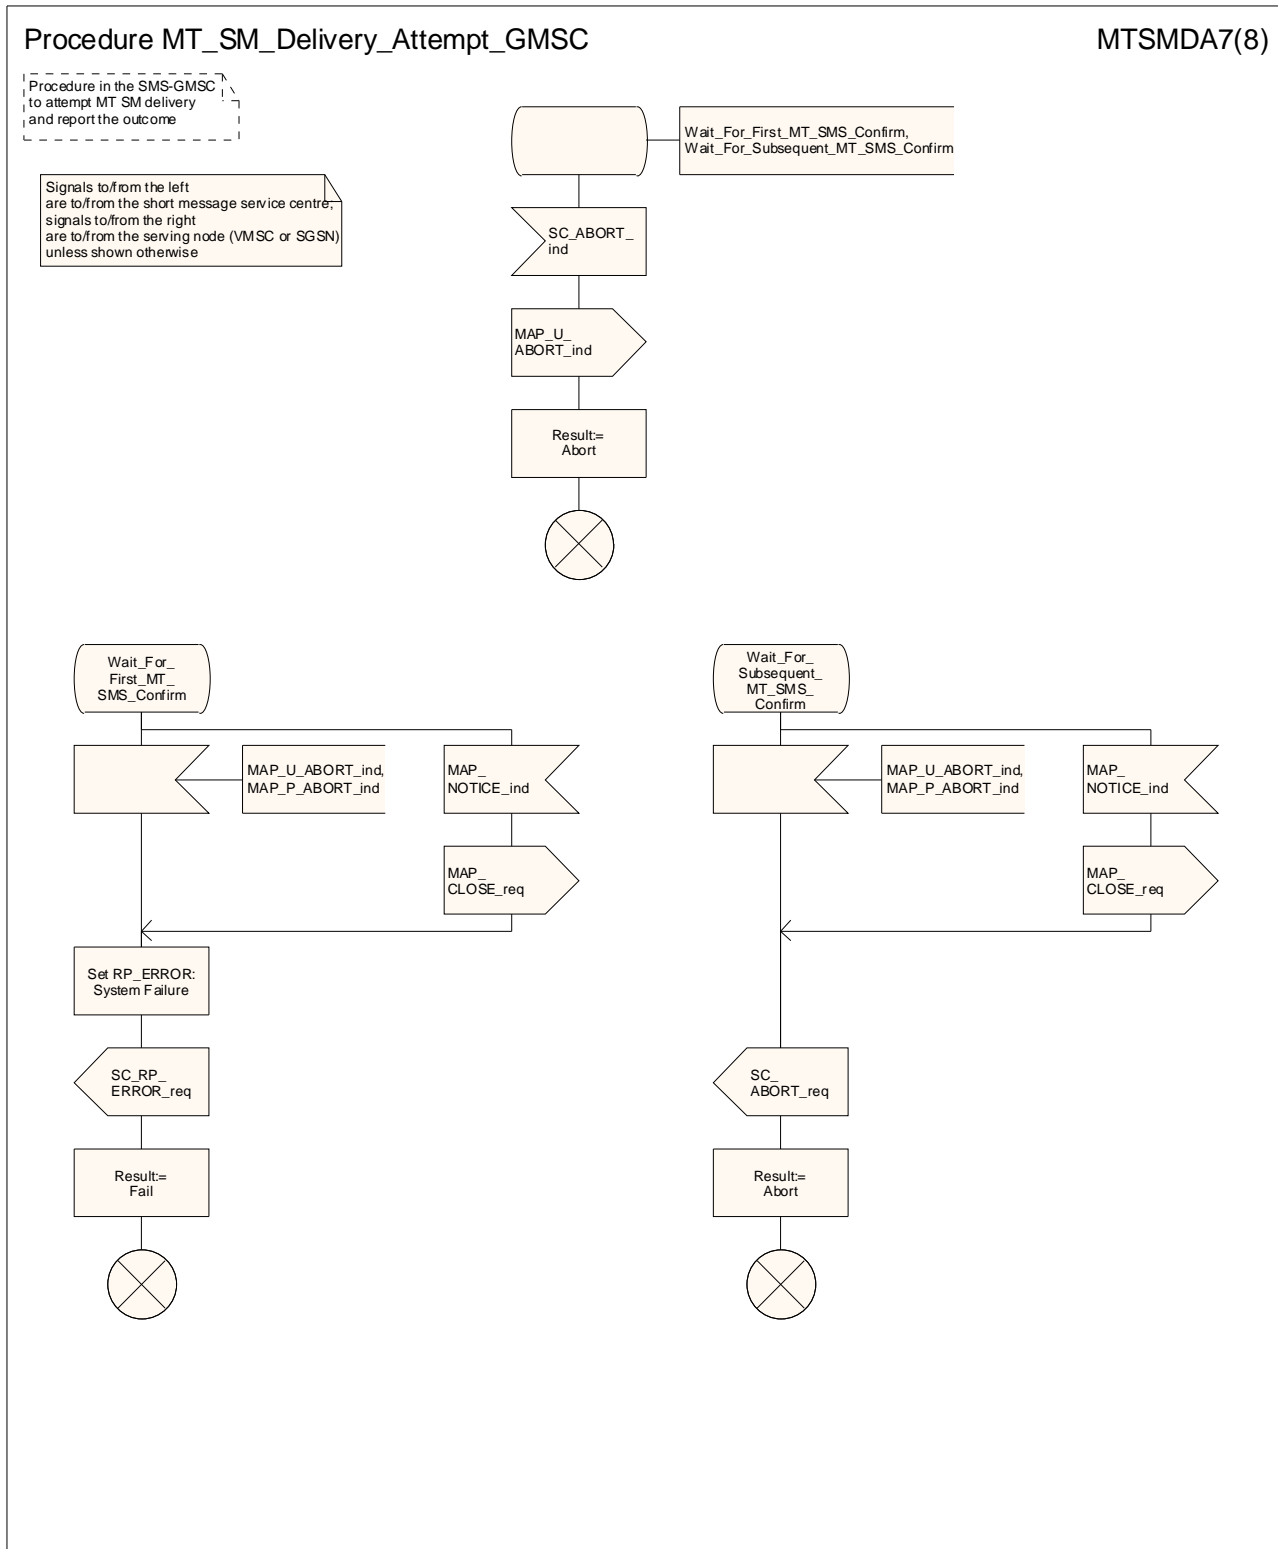 Procedure MT_SM_Delivery_Attempt_GMSC
MTSMDA7(8)
Procedure in the SMS-GMSC
to attempt MT SM delivery
and report the outcome
Signals to/from the left
are to/from the short message service centre;
signals to/from the right
are to/from the serving node (VMSC or SGSN)
unless shown otherwise
Wait_For_First_MT_SMS_Confirm,
Wait_For_Subsequent_MT_SMS_Confirm
SC_ABORT_
ind
MAP_U_
ABORT_ind
Result:=
Abort
Wait_For_
First_MT_
SMS_Confirm
MAP_U_ABORT_ind,
MAP_P_ABORT_ind
MAP_
NOTICE_ind
MAP_
CLOSE_req
Set RP_ERROR:
System Failure
SC_RP_
ERROR_req
Result:=
Fail
Wait_For_
Subsequent_
MT_SMS_
Confirm
MAP_U_ABORT_ind,
MAP_P_ABORT_ind
MAP_
NOTICE_ind
MAP_
CLOSE_req
SC_
ABORT_req
Result:=
Abort